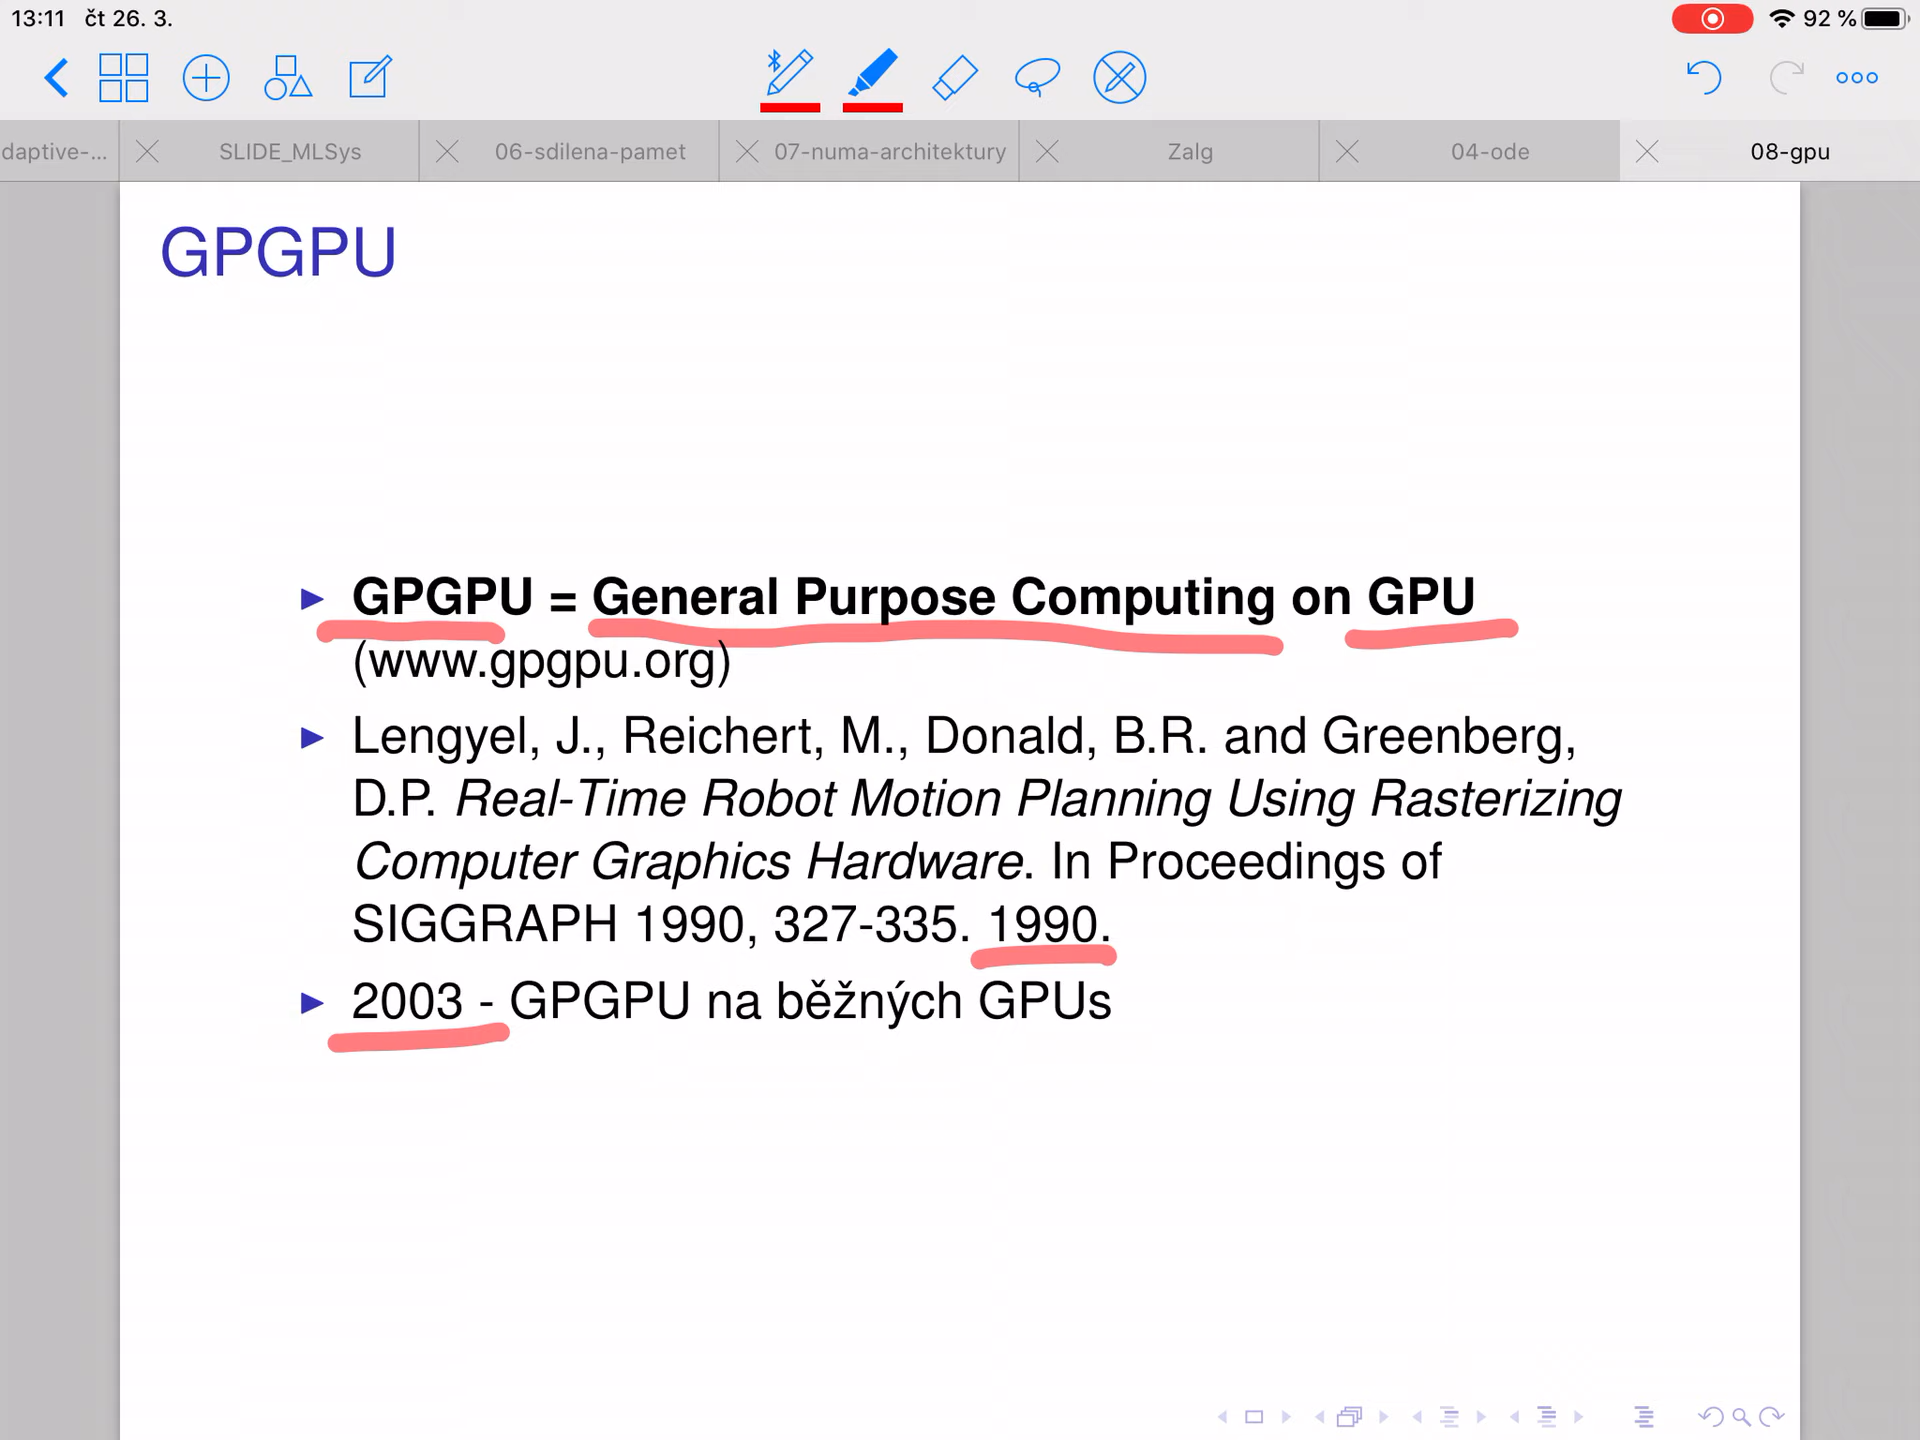 13:11 čt 26. 3.
92 %
daptive-...
SLIDE_MLSys
06-sdilena-pamet
07-numa-architektury
Zalg
04-ode
08-gpu
GPGPU
GPGPU = General Purpose Computing on GPU
(www.gpgpu.org)
Lengyel, J., Reichert, M., Donald, B.R. and Greenberg,
D.P. Real-Time Robot Motion Planning Using Rasterizing
Computer Graphics Hardware. In Proceedings of
SIGGRAPH 1990, 327-335. 1990.
2003 - GPGPU na běžných GPUs